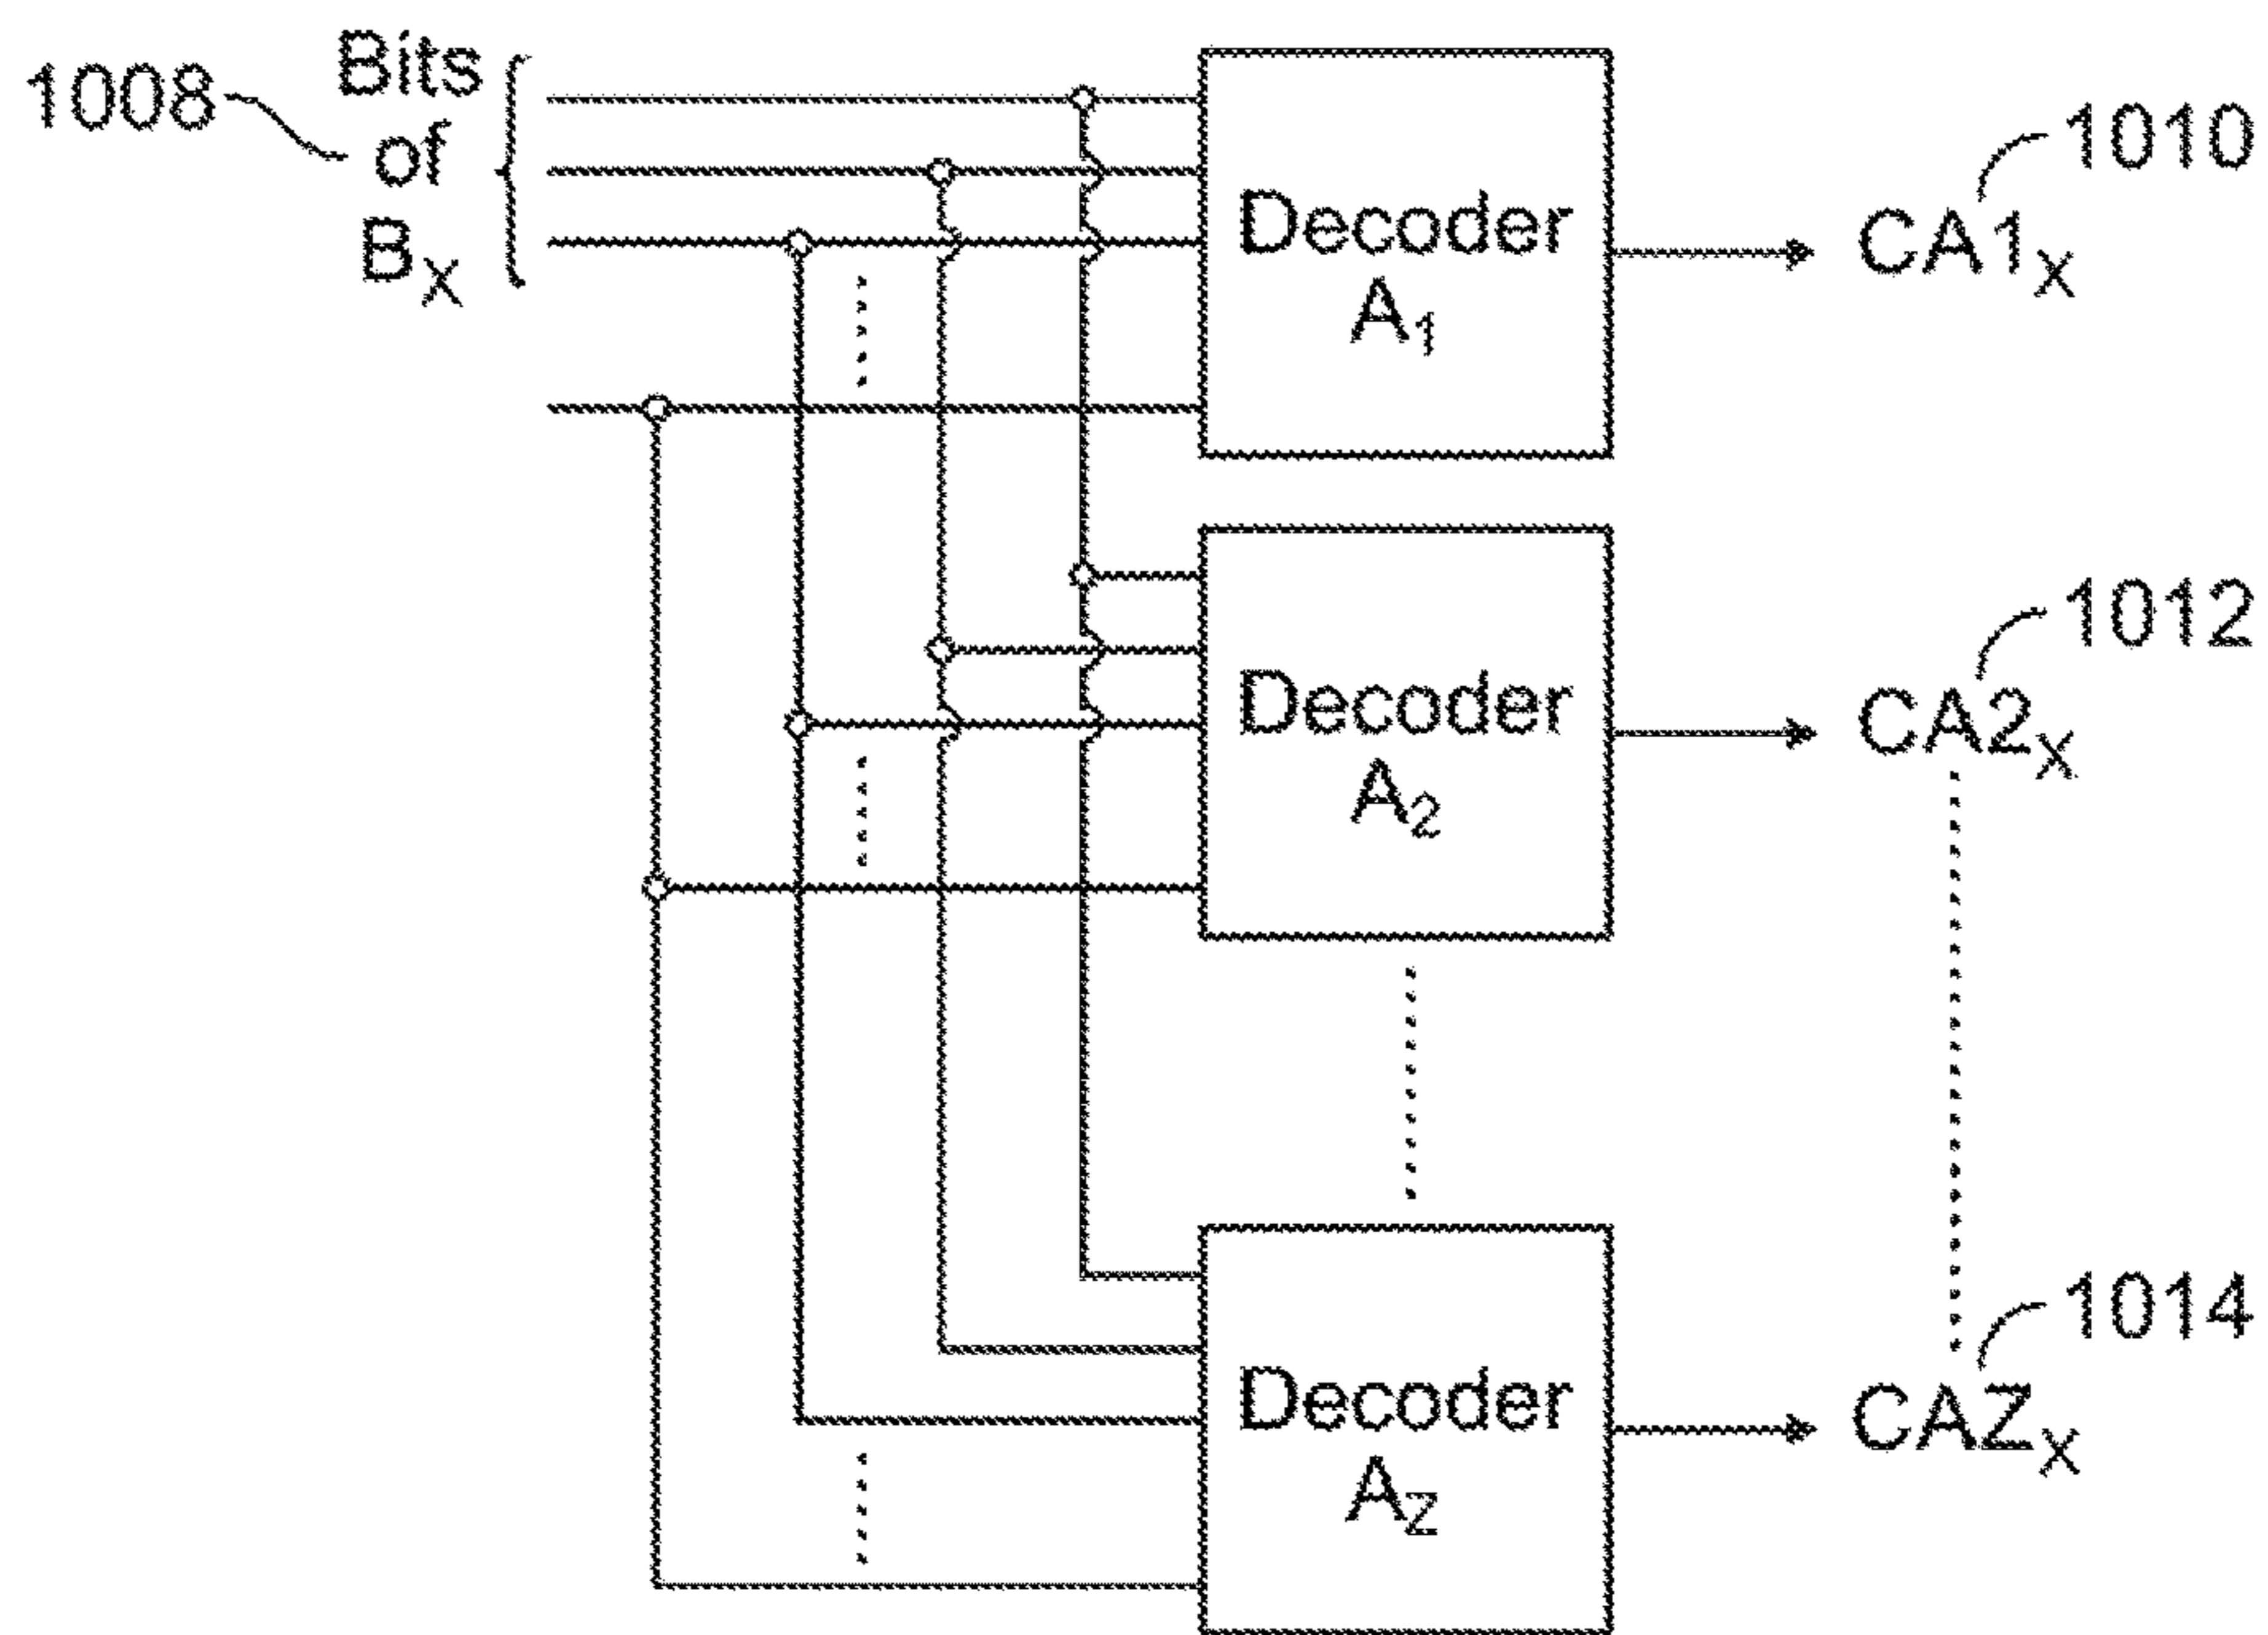 1008
Bits
of
Bx
Decoder
A1
1010
CA1x
Decoder
A2
1012
CA2x
Decoder
AZ
1014
CAZx